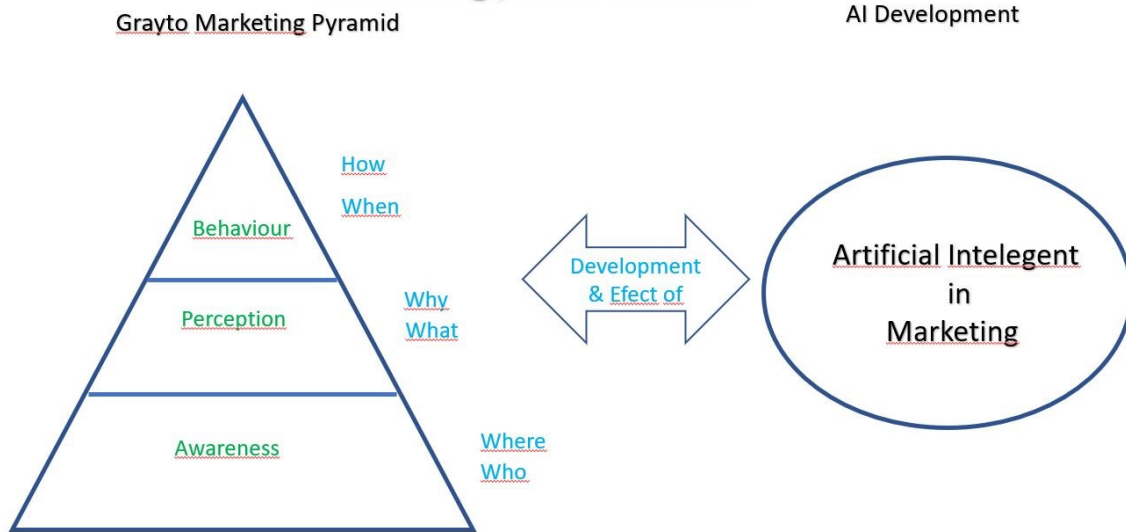 Grayto Marketing Pyramid
AI Development
How
When
Behaviour
Perception
Why
What
Awareness
Where
Who
Development
& Efect of
Artificial Intelegent
in
Marketing